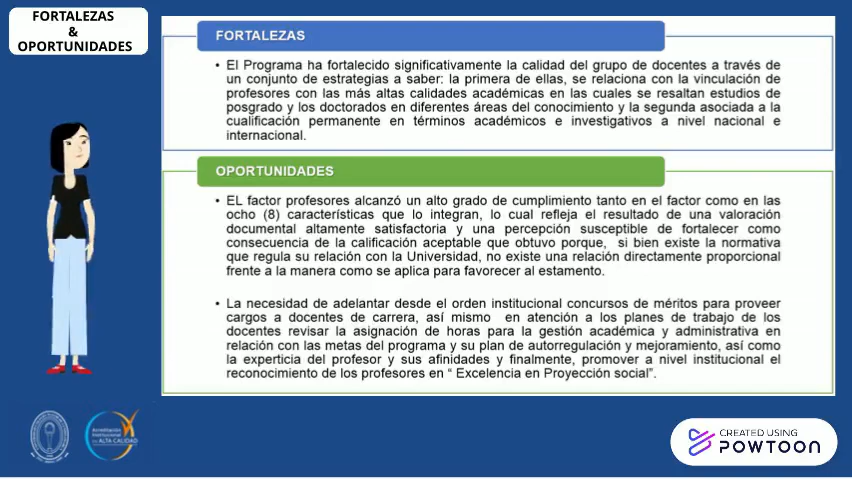 FORTALEZAS
&
OPORTUNIDADES
FORTALEZAS
• El Programa ha fortalecido significativamente la calidad del grupo de docentes a través de
un conjunto de estrategias a saber: la primera de ellas, se relaciona con la vinculación de
profesores con las más altas calidades académicas en las cuales se resaltan estudios de
posgrado y los doctorados en diferentes áreas del conocimiento y la segunda asociada a la
cualificación permanente en términos académicos e investigativos a nivel nacional e
internacional.
OPORTUNIDADES
• EL factor profesores alcanzó un alto grado de cumplimiento tanto en el factor como en las
ocho (8) características que lo integran, lo cual refleja el resultado de una valoración
documental altamente satisfactoria y una percepción susceptible de fortalecer como
consecuencia de la calificación aceptable que obtuvo porque, si bien existe la normativa
que regula su relación con la Universidad, no existe una relación directamente proporcional
frente a la manera como se aplica para favorecer al estamento.
• La necesidad de adelantar desde el orden institucional concursos de méritos para proveer
cargos a docentes de carrera, así mismo en atención a los planes de trabajo de los
docentes revisar la asignación de horas para la gestión académica y administrativa en
relación con las metas del programa y su plan de autorregulación y mejoramiento, así como
la experticia del profesor y sus afinidades y finalmente, promover a nivel institucional el
reconocimiento de los profesores en “ Excelencia en Proyección social”.
Acreditación
Institucional
en ALTA CALIDAD
CREATED USING
POWTOON